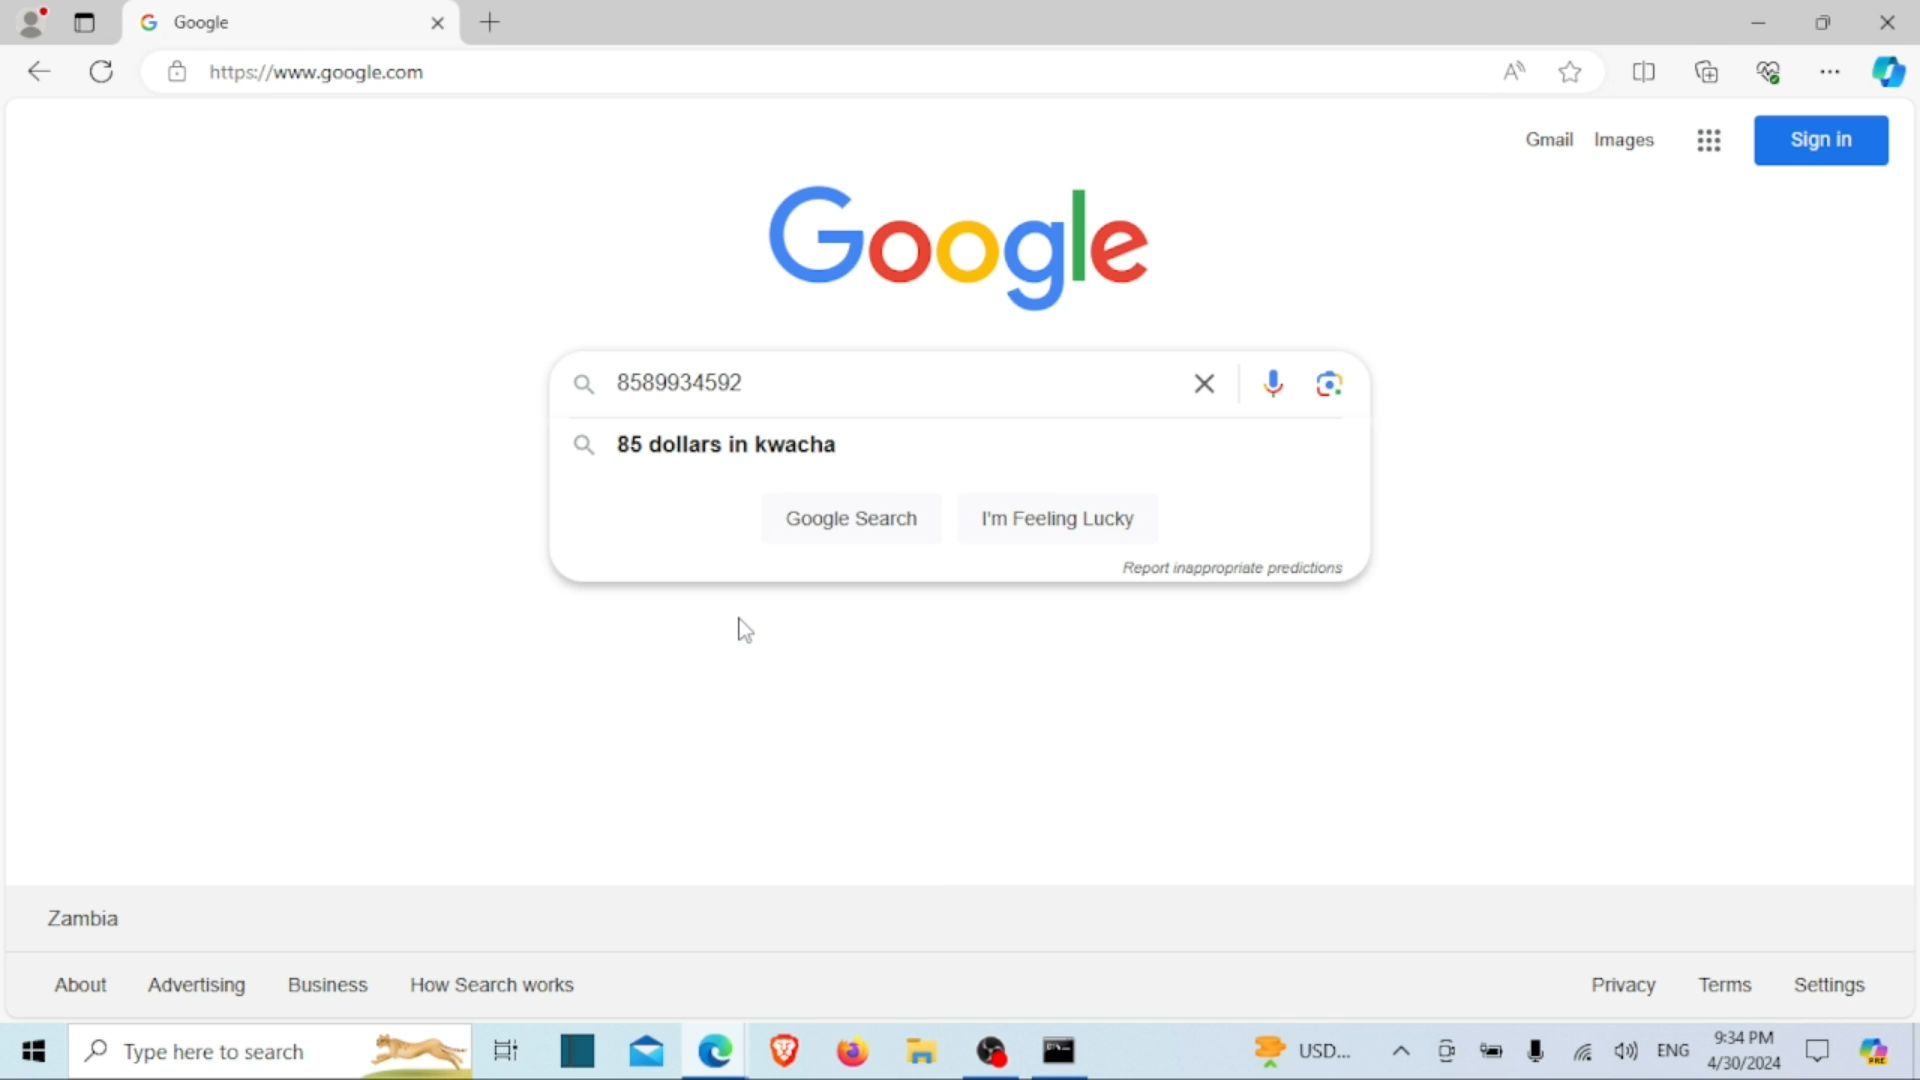 Google
https://www.google.com
Gmail Images Sign in
Google
8589934592
85 dollars in kwacha
Google Search I'm Feeling Lucky
Report inappropriate predictions
Zambia
About Advertising Business How Search works Privacy Terms Settings
Type here to search USD... ENG 9:34 PM
4/30/2024